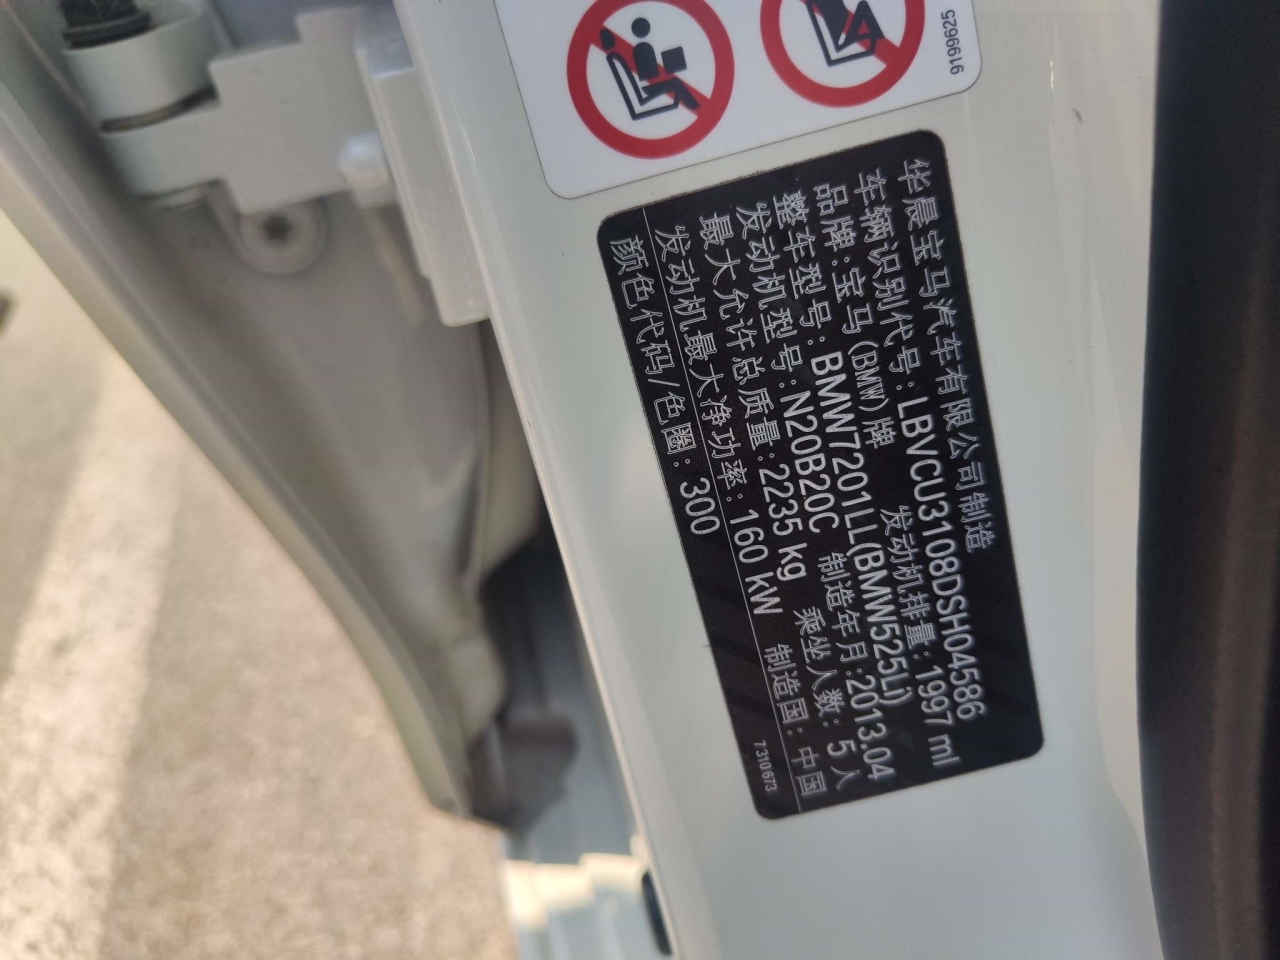 9199625
华晨宝马汽车有限公司制造
车辆识别代号:LBVCU3108DSH04586
品牌:宝马(BMW)牌 发动机排量:1997 ml
整车型号:BMW7201LL(BMW525Li)
发动机型号:N20B20C 制造年月:2013.04
最大允许总质量:2235 kg 乘坐人数:5人
发动机最大净功率:160 kW 制造国:中国
颜色代码/色圈:300 7310673